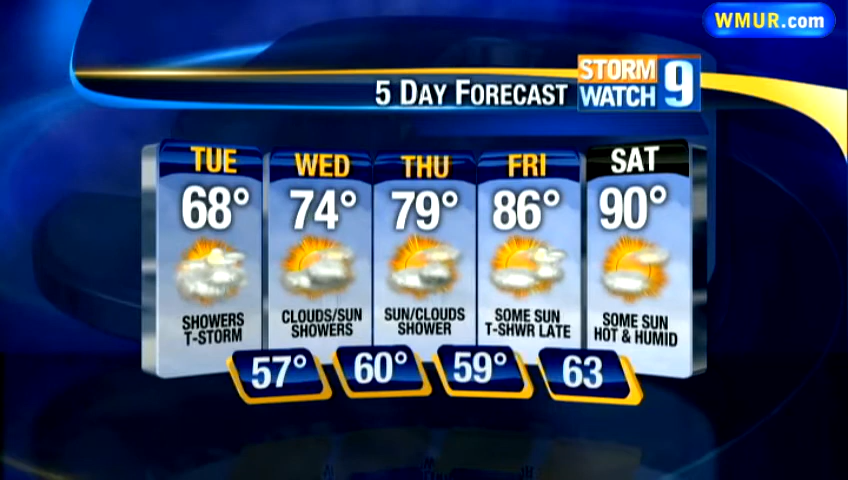 WMUR.com
5 DAY FORECAST
STORM
WATCH 9
TUE
68°
SHOWERS
T-STORM
WED
74°
CLOUDS/SUN
SHOWERS
THU
79°
SUN/CLOUDS
SHOWER
FRI
86°
SOME SUN
T-SHWR LATE
SAT
90°
SOME SUN
HOT & HUMID
57°
60°
59°
63